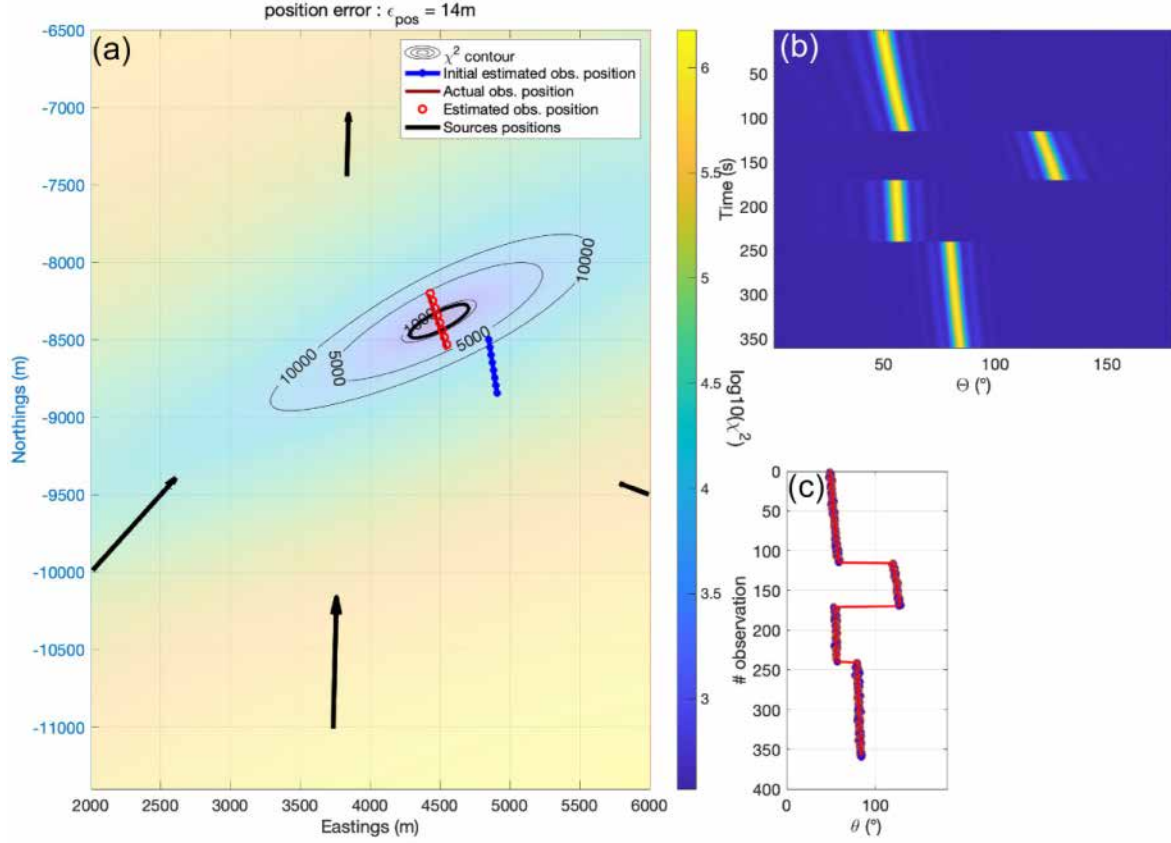 position error : ϵpos = 14m
(a)
χ2 contour
Initial estimated obs. position
Actual obs. position
Estimated obs. position
Sources positions
-6500
-7000
-7500
-8000
-8500
-9000
-9500
-10000
-10500
-11000
Northings (m)
10000
10000
5000
5000
1000
2000 2500 3000 3500 4000 4500 5000 5500 6000
Eastings (m)
6
5.5
5
4.5
4
3.5
3
log10(χ2)
(b)
50
100
150
200
250
300
350
Time (s)
50 100 150
Θ (°)
(c)
0
50
100
150
200
250
300
350
400
# observation
0 100
θ (°)